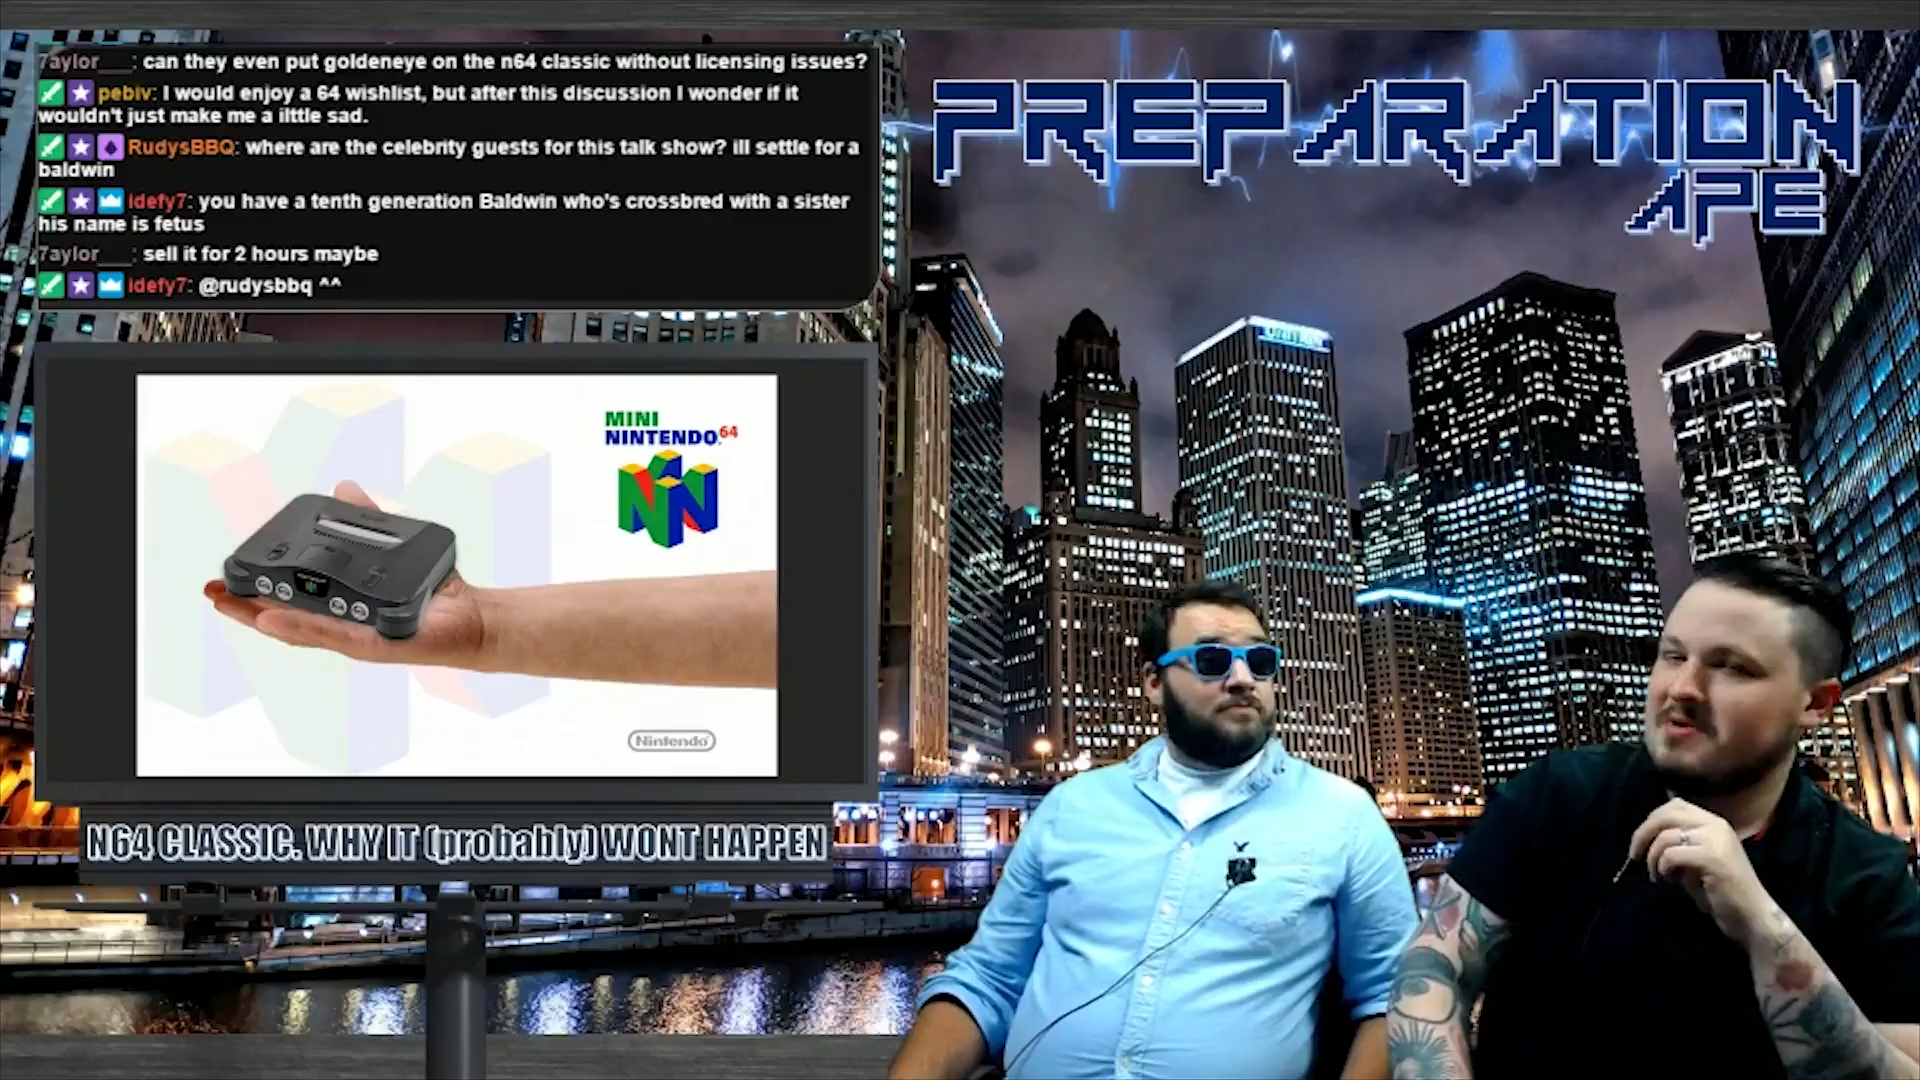 7aylor___: can they even put goldeneye on the n64 classic without licensing issues?
pebiv: I would enjoy a 64 wishlist, but after this discussion I wonder if it
wouldn't just make me a ilttle sad.
RudysBBQ: where are the celebrity guests for this talk show? ill settle for a
baldwin
idefy7: you have a tenth generation Baldwin who's crossbred with a sister
his name is fetus
7aylor___: sell it for 2 hours maybe
idefy7: @rudysbbq ^^
PREPARATION
APE
MINI
NINTENDO 64
Nintendo
N64 CLASSIC. WHY IT (probably) WONT HAPPEN